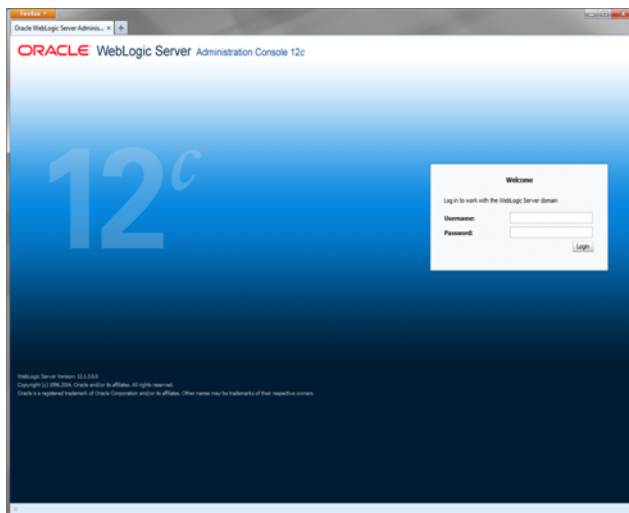 Firefox
Oracle WebLogic Server Adminis... × +
ORACLE WebLogic Server Administration Console 12c
12c
Welcome
Log in to work with the WebLogic Server domain
Username:
Password:
Login
WebLogic Server Version: 12.1.3.0.0
Copyright (c) 1996,2014, Oracle and/or its affiliates. All rights reserved.
Oracle is a registered trademark of Oracle Corporation and/or its affiliates. Other names may be trademarks of their respective owners.